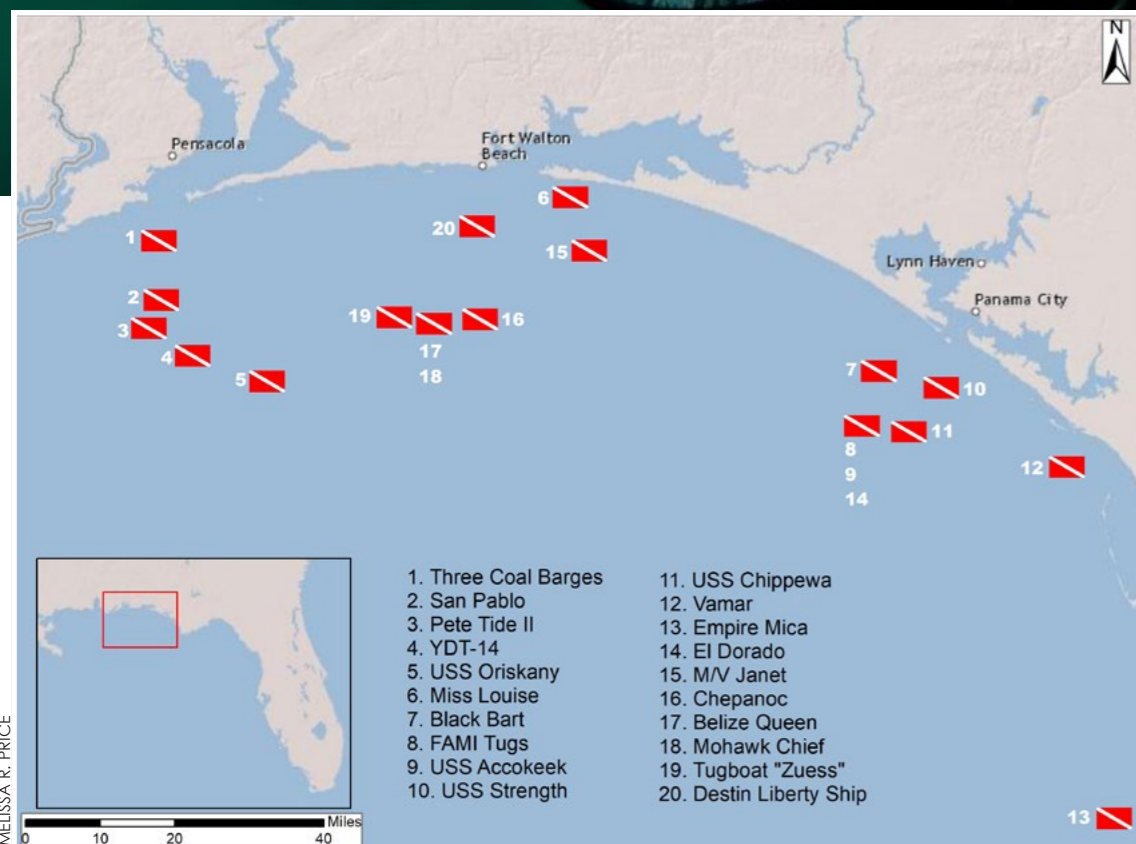 N
Pensacola
Fort Walton
Beach
6
20
1
15
Lynn Haven
2
Panama City
19
16
3
17
4
18
7
5
10
8
11
9
12
14
1. Three Coal Barges
2. San Pablo
3. Pete Tide II
4. YDT-14
5. USS Oriskany
6. Miss Louise
7. Black Bart
8. FAMI Tugs
9. USS Accokeek
10. USS Strength
11. USS Chippewa
12. Vamar
13. Empire Mica
14. El Dorado
15. M/V Janet
16. Chepanoc
17. Belize Queen
18. Mohawk Chief
19. Tugboat "Zuess"
20. Destin Liberty Ship
13
Miles
0 10 20 40
MELISSA R. PRICE